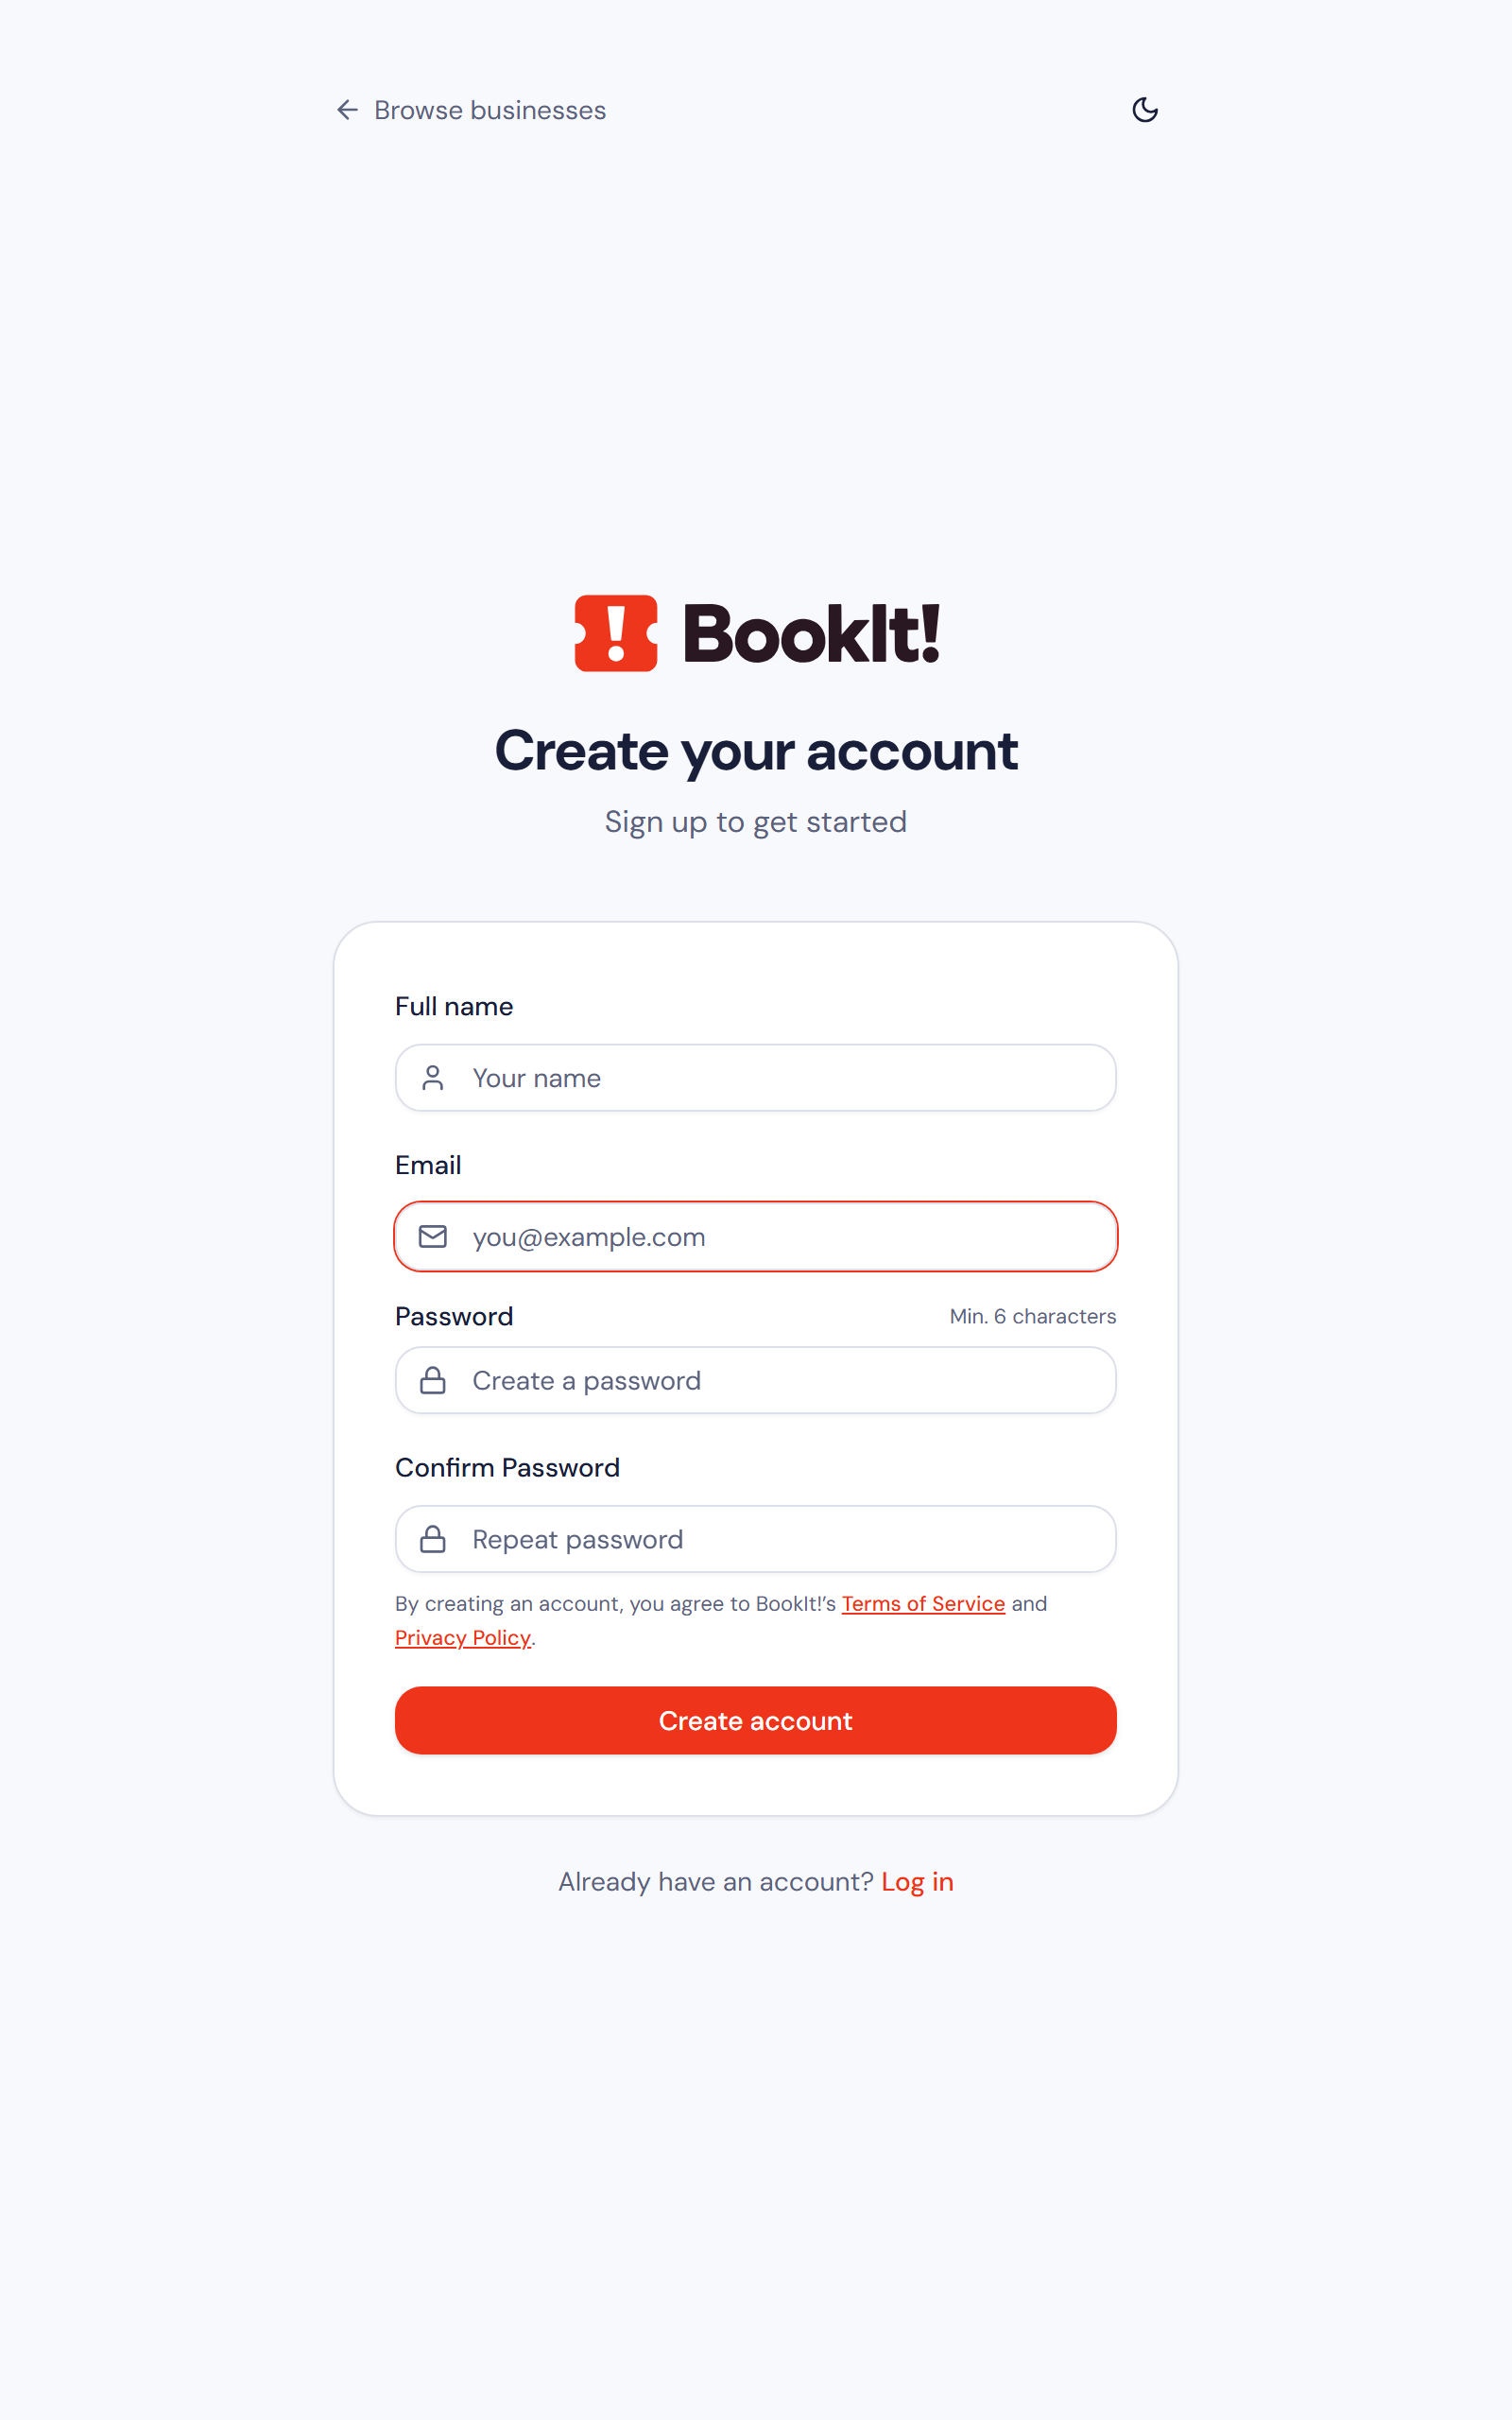 Browse businesses
! BookIt!
Create your account
Sign up to get started
Full name
Your name
Email
you@example.com
Password Min. 6 characters
Create a password
Confirm Password
Repeat password
By creating an account, you agree to BookIt!’s Terms of Service and
Privacy Policy.
Create account
Already have an account? Log in